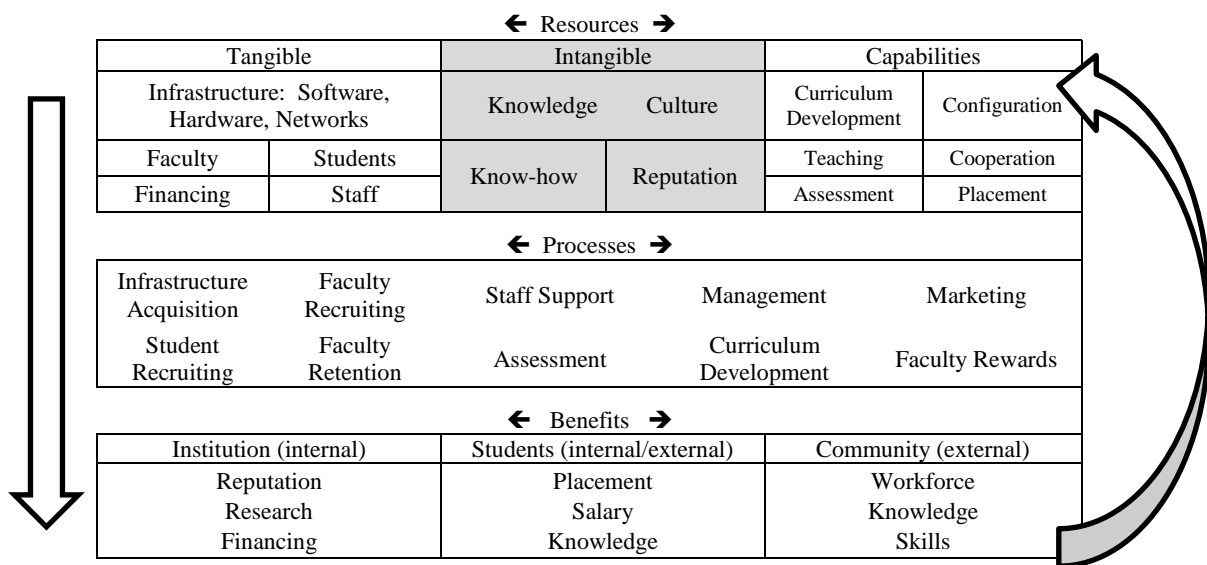 🡸 Resources 🡺
Tangible Intangible Capabilities
Infrastructure: Software,
Hardware, Networks
Knowledge Culture
Curriculum
Development
Configuration
Faculty Students
Know-how Reputation
Teaching Cooperation
Financing Staff
Assessment Placement
🡸 Processes 🡺
Infrastructure
Acquisition
Faculty
Recruiting
Staff Support
Management
Marketing
Student
Recruiting
Faculty
Retention
Assessment
Curriculum
Development
Faculty Rewards
🡸 Benefits 🡺
Institution (internal) Students (internal/external) Community (external)
Reputation Placement Workforce
Research Salary Knowledge
Financing Knowledge Skills